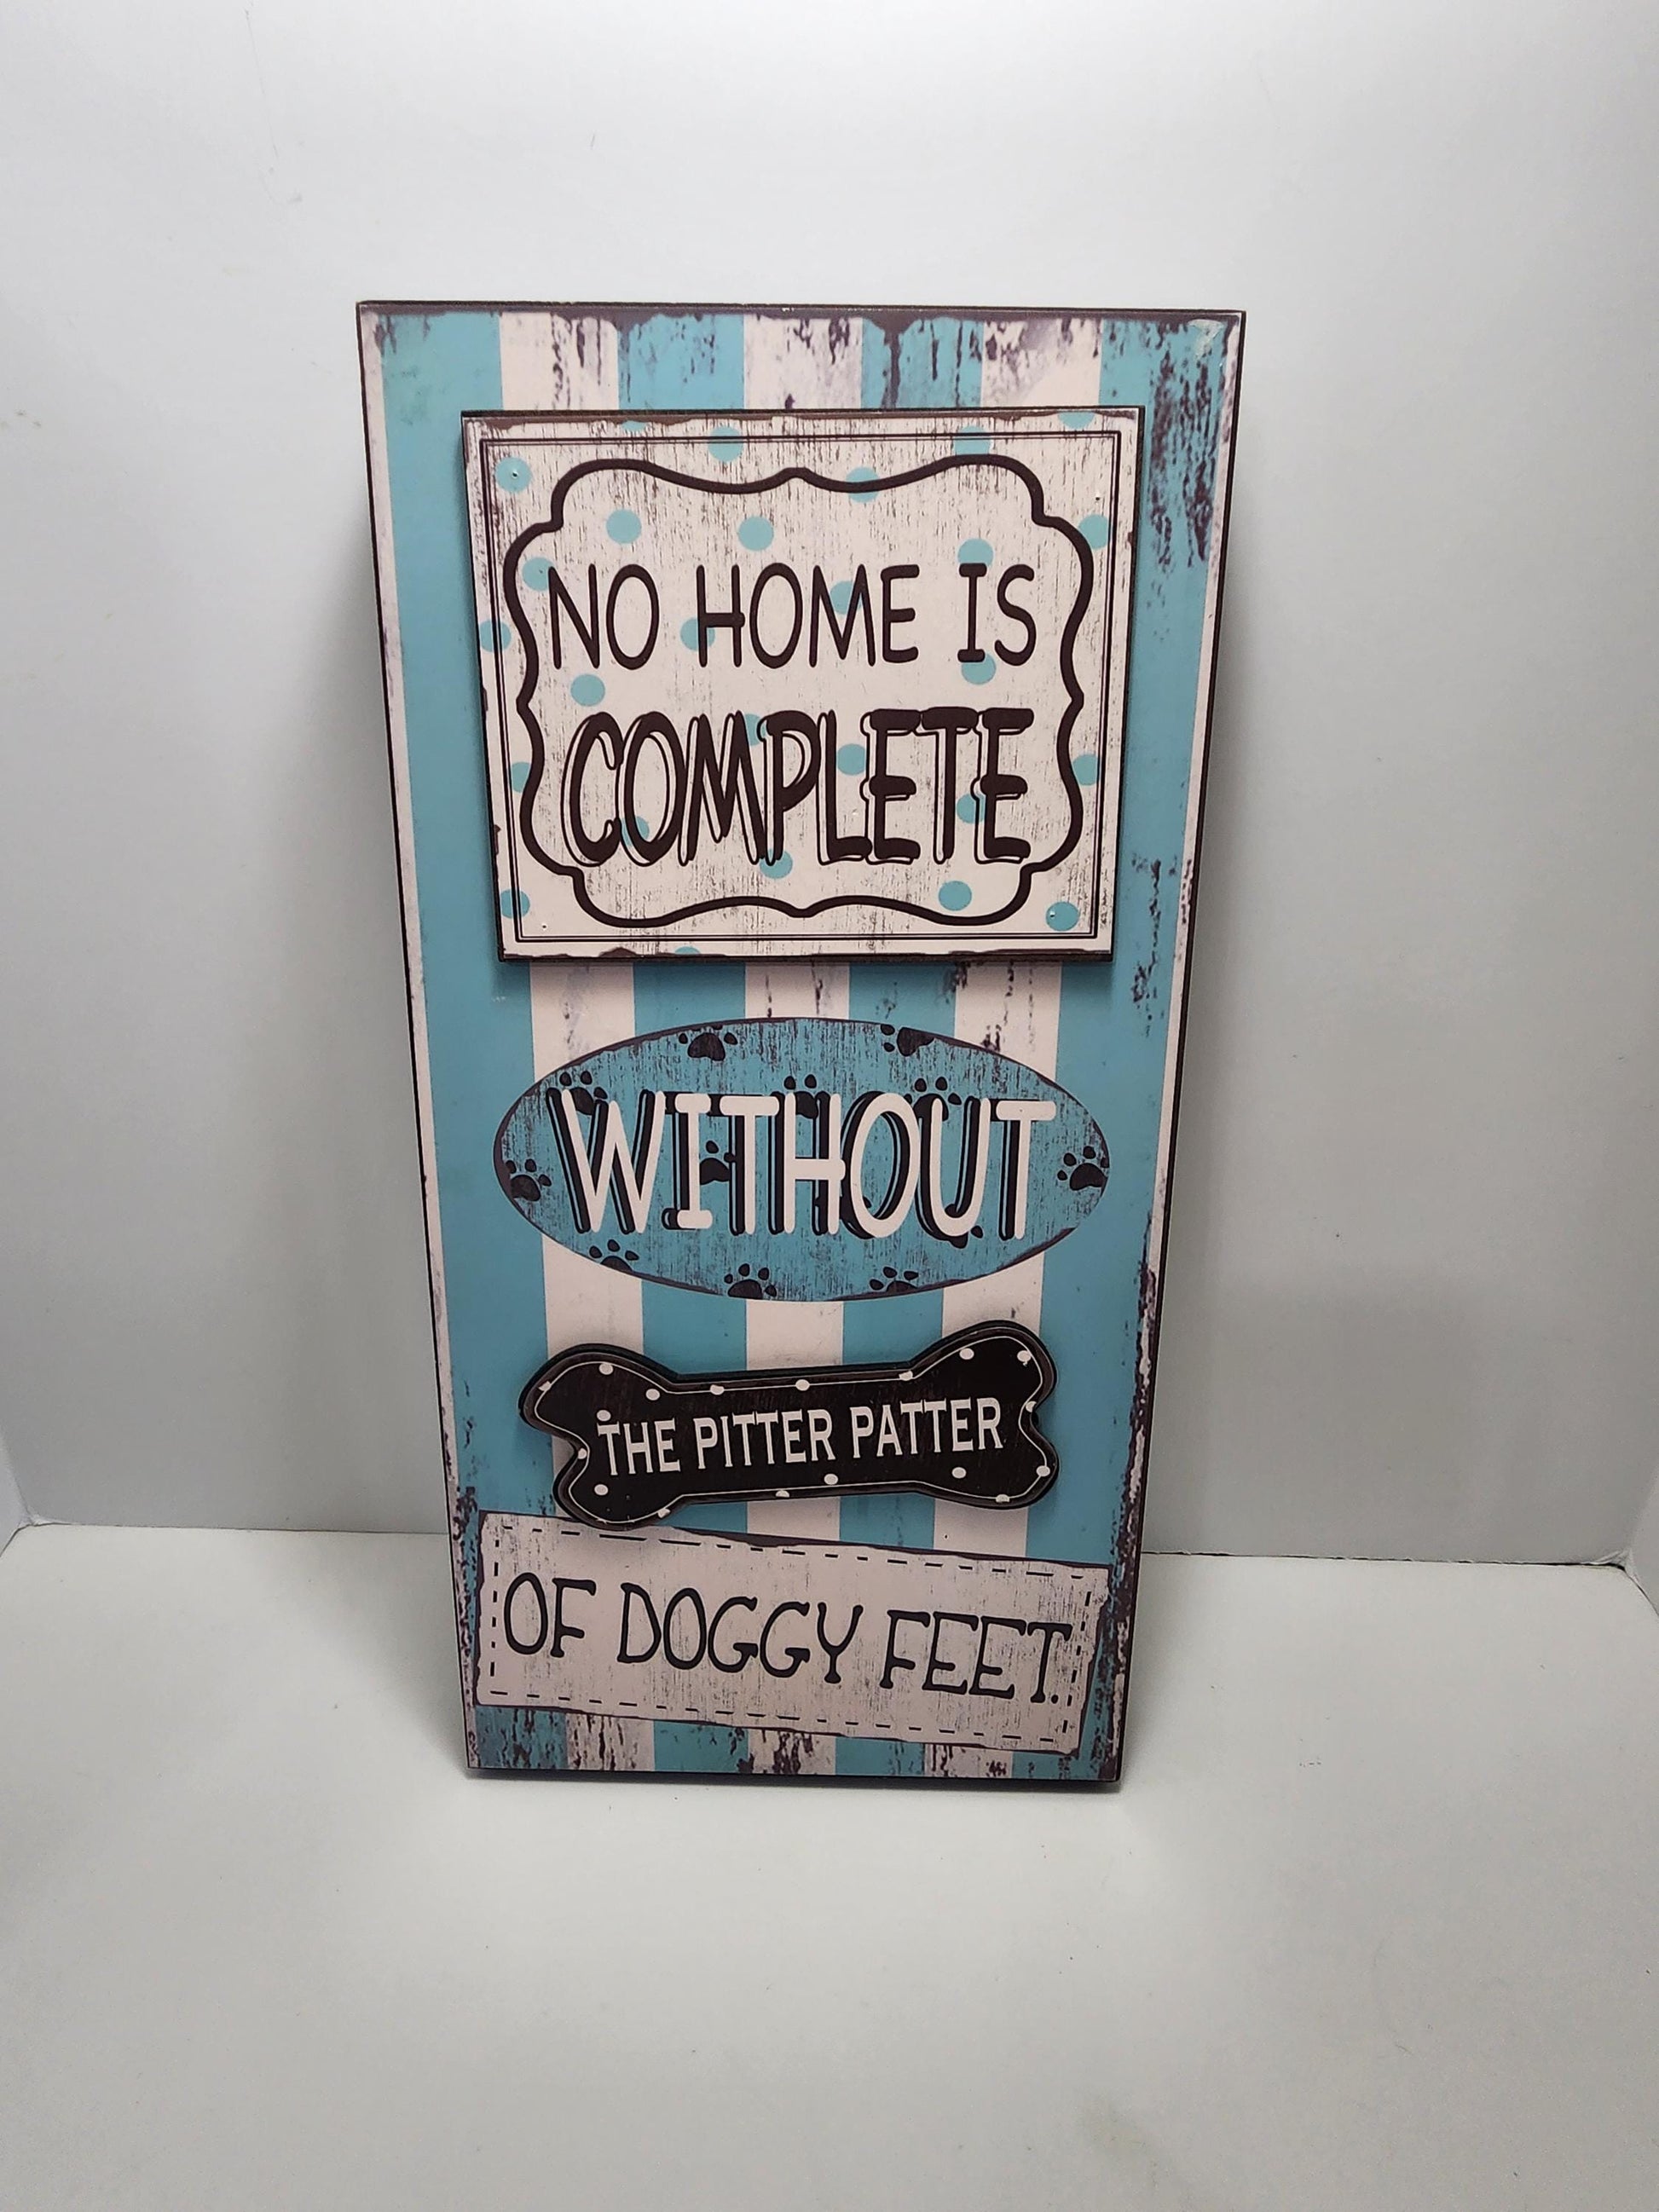 NO HOME IS
COMPLETE
WITHOUT
THE PITTER PATTER
OF DOGGY FEET.